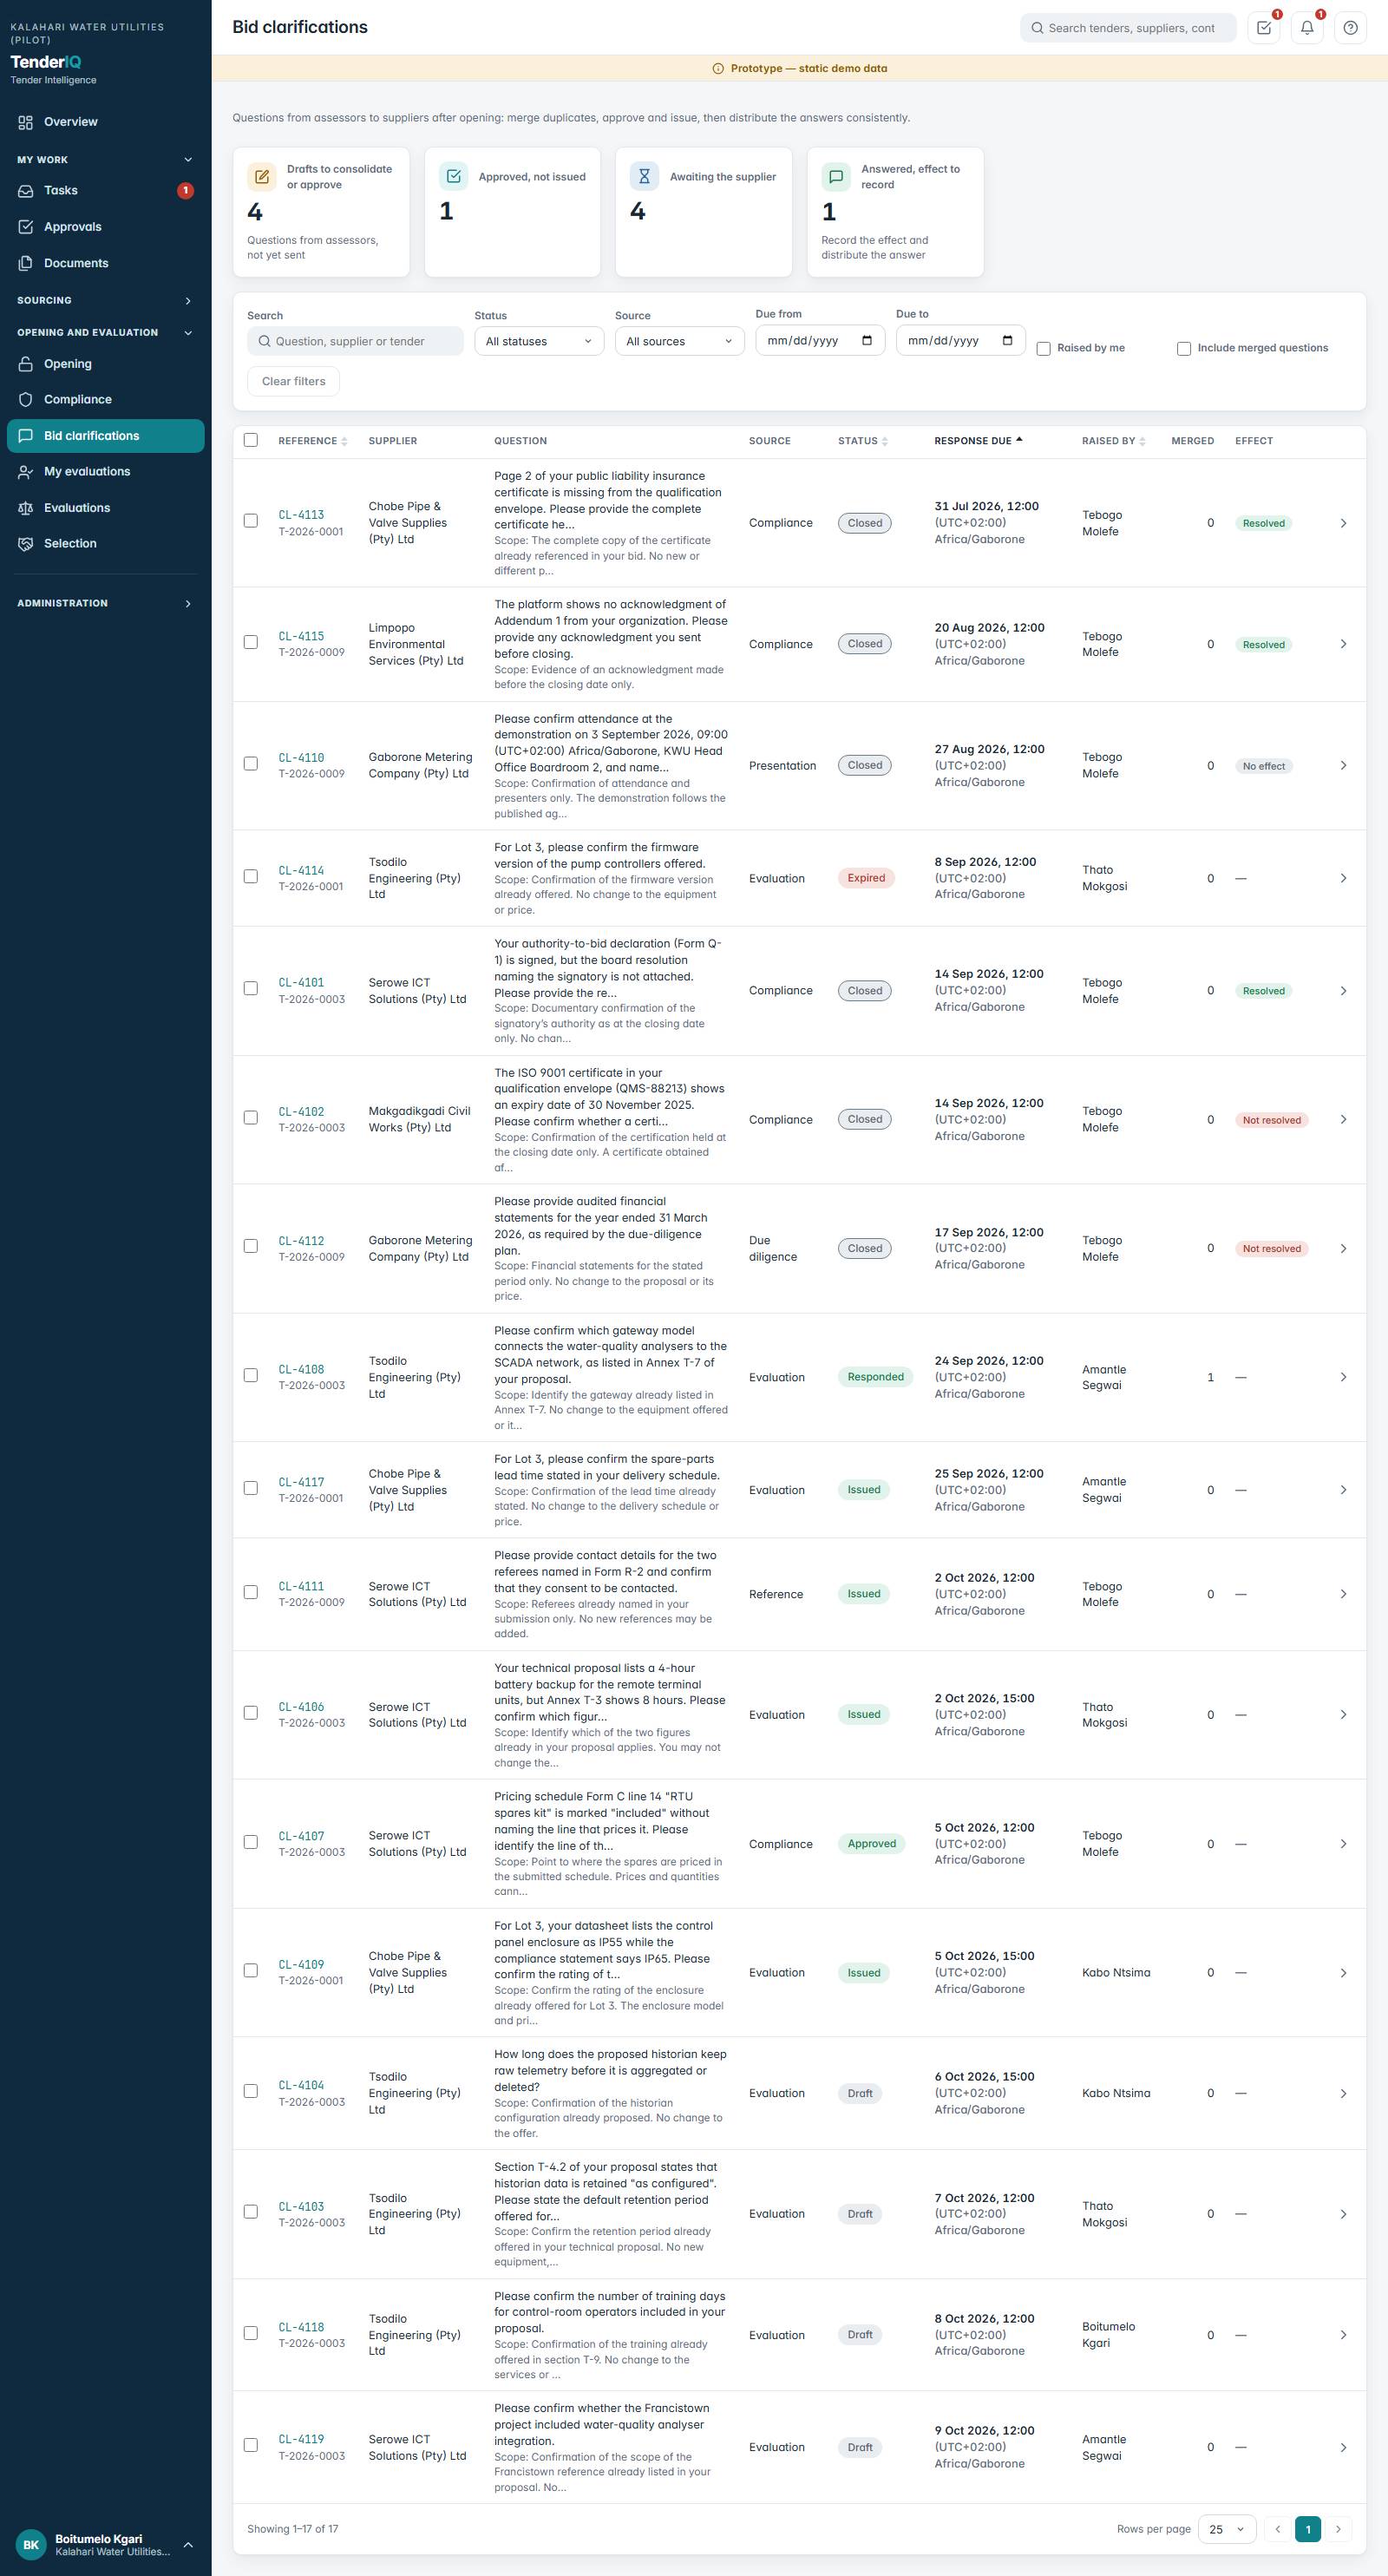 KALAHARI WATER UTILITIES
(PILOT)
TenderIQ
Tender Intelligence
Overview
MY WORK
Tasks
1
Approvals
Documents
SOURCING
OPENING AND EVALUATION
Opening
Compliance
Bid clarifications
My evaluations
Evaluations
Selection
ADMINISTRATION
BK
Boitumelo Kgari
Kalahari Water Utilities...
Bid clarifications
Search tenders, suppliers, cont
1
1
Prototype — static demo data
Questions from assessors to suppliers after opening: merge duplicates, approve and issue, then distribute the answers consistently.
Drafts to consolidate
or approve
4
Questions from assessors,
not yet sent
Approved, not issued
1
Awaiting the supplier
4
Answered, effect to
record
1
Record the effect and
distribute the answer
Search
Question, supplier or tender
Status
All statuses
Source
All sources
Due from
mm/dd/yyyy
Due to
mm/dd/yyyy
Raised by me
Include merged questions
Clear filters
REFERENCE SUPPLIER QUESTION SOURCE STATUS RESPONSE DUE RAISED BY MERGED EFFECT
CL-4113
T-2026-0001
Chobe Pipe &
Valve Supplies
(Pty) Ltd
Page 2 of your public liability insurance
certificate is missing from the qualification
envelope. Please provide the complete
certificate he...
Scope: The complete copy of the certificate
already referenced in your bid. No new or
different p...
Compliance
Closed
31 Jul 2026, 12:00
(UTC+02:00)
Africa/Gaborone
Tebogo
Molefe
0
Resolved
CL-4115
T-2026-0009
Limpopo
Environmental
Services (Pty) Ltd
The platform shows no acknowledgment of
Addendum 1 from your organization. Please
provide any acknowledgment you sent
before closing.
Scope: Evidence of an acknowledgment made
before the closing date only.
Compliance
Closed
20 Aug 2026, 12:00
(UTC+02:00)
Africa/Gaborone
Tebogo
Molefe
0
Resolved
CL-4110
T-2026-0009
Gaborone Metering
Company (Pty) Ltd
Please confirm attendance at the
demonstration on 3 September 2026, 09:00
(UTC+02:00) Africa/Gaborone, KWU Head
Office Boardroom 2, and name...
Scope: Confirmation of attendance and
presenters only. The demonstration follows the
published ag...
Presentation
Closed
27 Aug 2026, 12:00
(UTC+02:00)
Africa/Gaborone
Tebogo
Molefe
0
No effect
CL-4114
T-2026-0001
Tsodilo
Engineering (Pty)
Ltd
For Lot 3, please confirm the firmware
version of the pump controllers offered.
Scope: Confirmation of the firmware version
already offered. No change to the equipment
or price.
Evaluation
Expired
8 Sep 2026, 12:00
(UTC+02:00)
Africa/Gaborone
Thato
Mokgosi
0
—
CL-4101
T-2026-0003
Serowe ICT
Solutions (Pty) Ltd
Your authority-to-bid declaration (Form Q-
1) is signed, but the board resolution
naming the signatory is not attached.
Please provide the re...
Scope: Documentary confirmation of the
signatory's authority as at the closing date
only. No chan...
Compliance
Closed
14 Sep 2026, 12:00
(UTC+02:00)
Africa/Gaborone
Tebogo
Molefe
0
Resolved
CL-4102
T-2026-0003
Makgadikgadi Civil
Works (Pty) Ltd
The ISO 9001 certificate in your
qualification envelope (QMS-88213) shows
an expiry date of 30 November 2025.
Please confirm whether a certi...
Scope: Confirmation of the certification held at
the closing date only. A certificate obtained
af...
Compliance
Closed
14 Sep 2026, 12:00
(UTC+02:00)
Africa/Gaborone
Tebogo
Molefe
0
Not resolved
CL-4112
T-2026-0009
Gaborone Metering
Company (Pty) Ltd
Please provide audited financial
statements for the year ended 31 March
2026, as required by the due-diligence
plan.
Scope: Financial statements for the stated
period only. No change to the proposal or its
price.
Due
diligence
Closed
17 Sep 2026, 12:00
(UTC+02:00)
Africa/Gaborone
Tebogo
Molefe
0
Not resolved
CL-4108
T-2026-0003
Tsodilo
Engineering (Pty)
Ltd
Please confirm which gateway model
connects the water-quality analysers to the
SCADA network, as listed in Annex T-7 of
your proposal.
Scope: Identify the gateway already listed in
Annex T-7. No change to the equipment offered
or it...
Evaluation
Responded
24 Sep 2026, 12:00
(UTC+02:00)
Africa/Gaborone
Amantle
Segwai
1
—
CL-4117
T-2026-0001
Chobe Pipe &
Valve Supplies
(Pty) Ltd
For Lot 3, please confirm the spare-parts
lead time stated in your delivery schedule.
Scope: Confirmation of the lead time already
stated. No change to the delivery schedule or
price.
Evaluation
Issued
25 Sep 2026, 12:00
(UTC+02:00)
Africa/Gaborone
Amantle
Segwai
0
—
CL-4111
T-2026-0009
Serowe ICT
Solutions (Pty) Ltd
Please provide contact details for the two
referees named in Form R-2 and confirm
that they consent to be contacted.
Scope: Referees already named in your
submission only. No new references may be
added.
Reference
Issued
2 Oct 2026, 12:00
(UTC+02:00)
Africa/Gaborone
Tebogo
Molefe
0
—
CL-4106
T-2026-0003
Serowe ICT
Solutions (Pty) Ltd
Your technical proposal lists a 4-hour
battery backup for the remote terminal
units, but Annex T-3 shows 8 hours. Please
confirm which figur...
Scope: Identify which of the two figures
already in your proposal applies. You may not
change the...
Evaluation
Issued
2 Oct 2026, 15:00
(UTC+02:00)
Africa/Gaborone
Thato
Mokgosi
0
—
CL-4107
T-2026-0003
Serowe ICT
Solutions (Pty) Ltd
Pricing schedule Form C line 14 "RTU
spares kit" is marked "included" without
naming the line that prices it. Please
identify the line of th...
Scope: Point to where the spares are priced in
the submitted schedule. Prices and quantities
cann...
Compliance
Approved
5 Oct 2026, 12:00
(UTC+02:00)
Africa/Gaborone
Tebogo
Molefe
0
—
CL-4109
T-2026-0001
Chobe Pipe &
Valve Supplies
(Pty) Ltd
For Lot 3, your datasheet lists the control
panel enclosure as IP55 while the
compliance statement says IP65. Please
confirm the rating of t...
Scope: Confirm the rating of the enclosure
already offered for Lot 3. The enclosure model
and pri...
Evaluation
Issued
5 Oct 2026, 15:00
(UTC+02:00)
Africa/Gaborone
Kabo Ntsima
0
—
CL-4104
T-2026-0003
Tsodilo
Engineering (Pty)
Ltd
How long does the proposed historian keep
raw telemetry before it is aggregated or
deleted?
Scope: Confirmation of the historian
configuration already proposed. No change to
the offer.
Evaluation
Draft
6 Oct 2026, 15:00
(UTC+02:00)
Africa/Gaborone
Kabo Ntsima
0
—
CL-4103
T-2026-0003
Tsodilo
Engineering (Pty)
Ltd
Section T-4.2 of your proposal states that
historian data is retained "as configured".
Please state the default retention period
offered for...
Scope: Confirm the retention period already
offered in your technical proposal. No new
equipment,...
Evaluation
Draft
7 Oct 2026, 12:00
(UTC+02:00)
Africa/Gaborone
Thato
Mokgosi
0
—
CL-4118
T-2026-0003
Tsodilo
Engineering (Pty)
Ltd
Please confirm the number of training days
for control-room operators included in your
proposal.
Scope: Confirmation of the training already
offered in section T-9. No change to the
services or ...
Evaluation
Draft
8 Oct 2026, 12:00
(UTC+02:00)
Africa/Gaborone
Boitumelo
Kgari
0
—
CL-4119
T-2026-0003
Serowe ICT
Solutions (Pty) Ltd
Please confirm whether the Francistown
project included water-quality analyser
integration.
Scope: Confirmation of the scope of the
Francistown reference already listed in your
proposal. No...
Evaluation
Draft
9 Oct 2026, 12:00
(UTC+02:00)
Africa/Gaborone
Amantle
Segwai
0
—
Showing 1–17 of 17
Rows per page
25
1